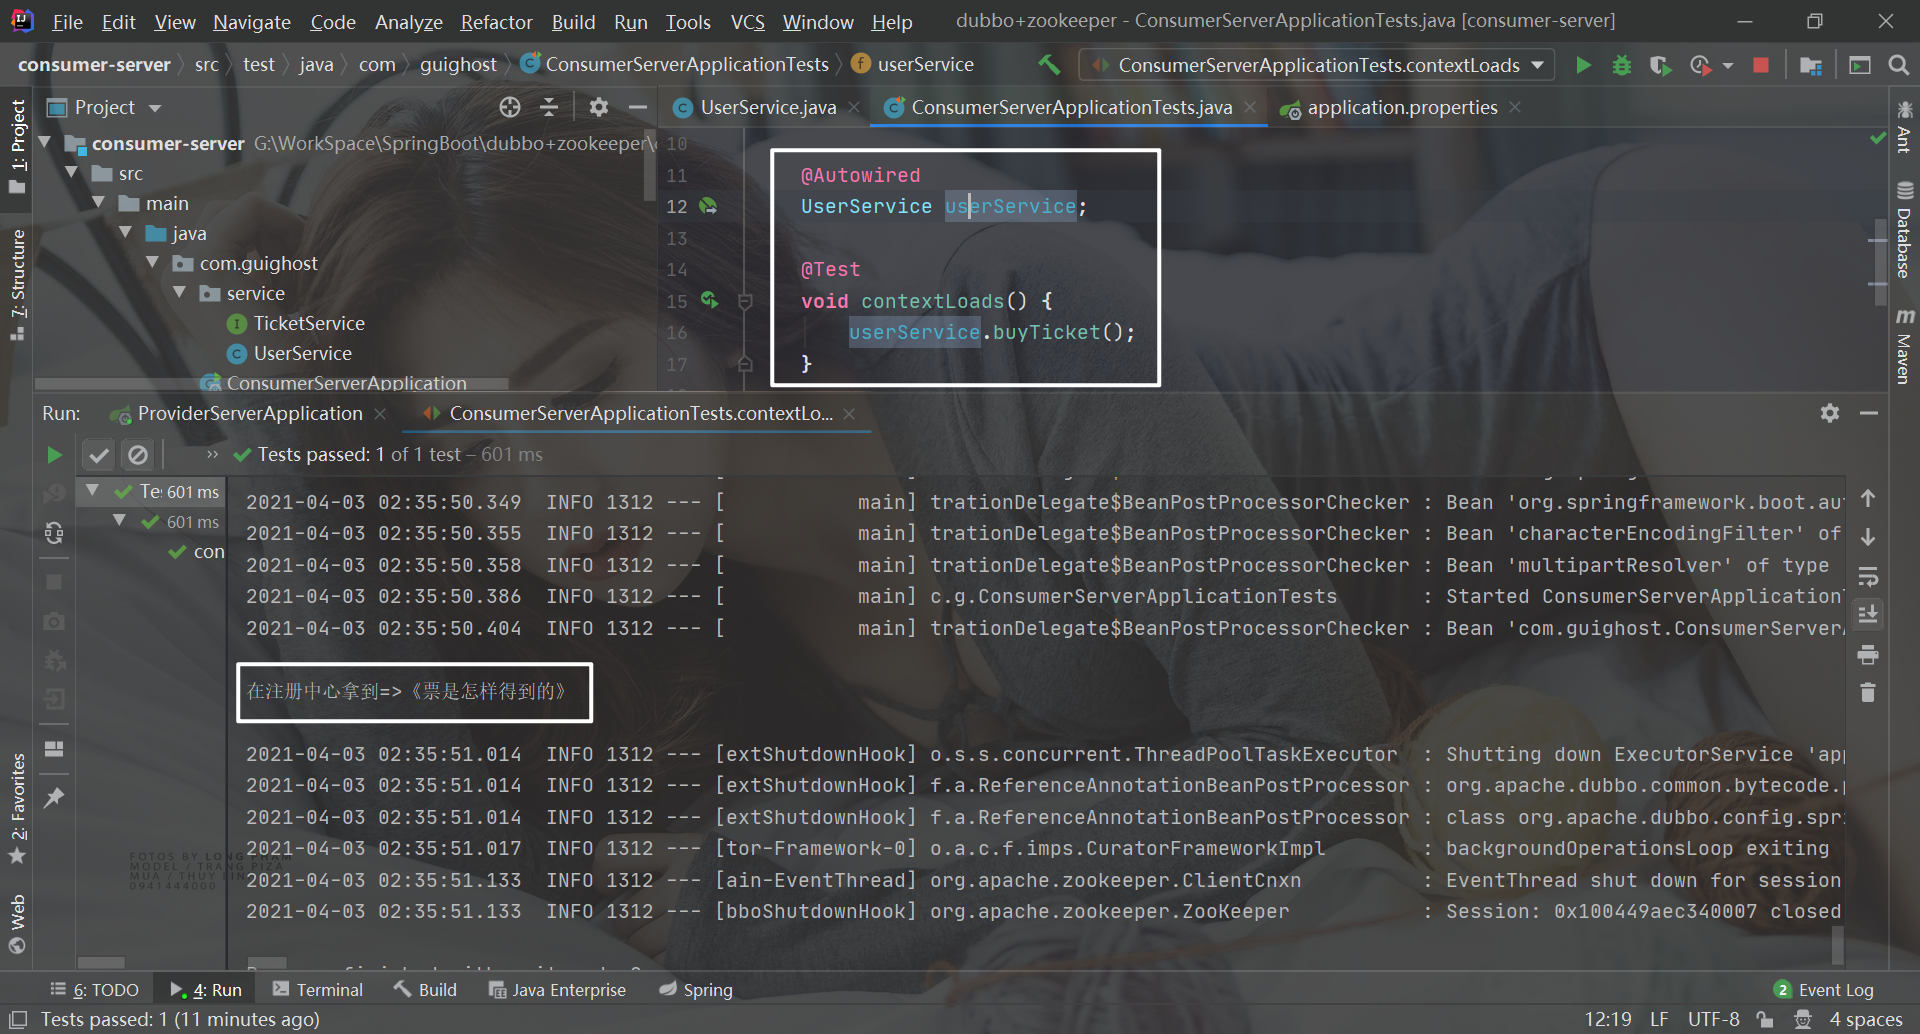 File Edit View Navigate Code Analyze Refactor Build Run Tools VCS Window Help dubbo+zookeeper - ConsumerServerApplicationTests.java [consumer-server]
consumer-server src test java com guighost ConsumerServerApplicationTests userService ConsumerServerApplicationTests.contextLoads
Project UserService.java ConsumerServerApplicationTests.java application.properties
1: Project
7: Structure
2: Favorites
Web
consumer-server G:\WorkSpace\SpringBoot\dubbo+zookeeper\
src
main
java
com.guighost
service
TicketService
UserService
ConsumerServerApplication
10
11 @Autowired
12 UserService userService;
13
14 @Test
15 void contextLoads() {
16 userService.buyTicket();
17 }
Ant
Database
Maven
Run: ProviderServerApplication ConsumerServerApplicationTests.contextLo...
Tests passed: 1 of 1 test – 601 ms
Te 601 ms
601 ms
con
2021-04-03 02:35:50.349 INFO 1312 --- [ main] trationDelegate$BeanPostProcessorChecker : Bean 'org.springframework.boot.au
2021-04-03 02:35:50.355 INFO 1312 --- [ main] trationDelegate$BeanPostProcessorChecker : Bean 'characterEncodingFilter' of
2021-04-03 02:35:50.358 INFO 1312 --- [ main] trationDelegate$BeanPostProcessorChecker : Bean 'multipartResolver' of type
2021-04-03 02:35:50.386 INFO 1312 --- [ main] c.g.ConsumerServerApplicationTests : Started ConsumerServerApplication
2021-04-03 02:35:50.404 INFO 1312 --- [ main] trationDelegate$BeanPostProcessorChecker : Bean 'com.guighost.ConsumerServer
在注册中心拿到=>《票是怎样得到的》
2021-04-03 02:35:51.014 INFO 1312 --- [extShutdownHook] o.s.s.concurrent.ThreadPoolTaskExecutor : Shutting down ExecutorService 'app
2021-04-03 02:35:51.014 INFO 1312 --- [extShutdownHook] f.a.ReferenceAnnotationBeanPostProcessor : org.apache.dubbo.common.bytecode.p
2021-04-03 02:35:51.014 INFO 1312 --- [extShutdownHook] f.a.ReferenceAnnotationBeanPostProcessor : class org.apache.dubbo.config.spri
2021-04-03 02:35:51.017 INFO 1312 --- [tor-Framework-0] o.a.c.f.imps.CuratorFrameworkImpl : backgroundOperationsLoop exiting
2021-04-03 02:35:51.133 INFO 1312 --- [ain-EventThread] org.apache.zookeeper.ClientCnxn : EventThread shut down for session
2021-04-03 02:35:51.133 INFO 1312 --- [bboShutdownHook] org.apache.zookeeper.ZooKeeper : Session: 0x100449aec340007 closed
FOTOS BY LONG PHAM
MODEL / TRANG PIZA
MUA / THUY LIN
0941444000
6: TODO 4: Run Terminal Build Java Enterprise Spring 2 Event Log
Tests passed: 1 (11 minutes ago) 12:19 LF UTF-8 4 spaces